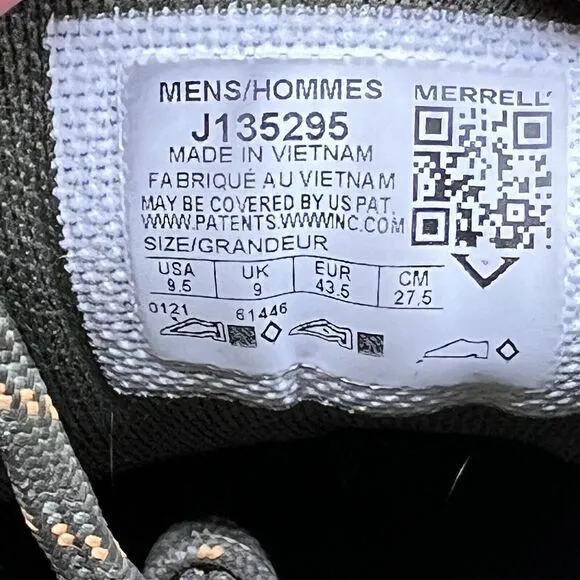 MENS/HOMMES
MERRELL
J135295
MADE IN VIETNAM
FABRIQUÉ AU VIETNAM
MAY BE COVERED BY US PAT.
WWW.PATENTS.WWWINC.COM
SIZE/GRANDEUR
USA UK EUR CM
9.5 9 43.5 27.5
0121 61446